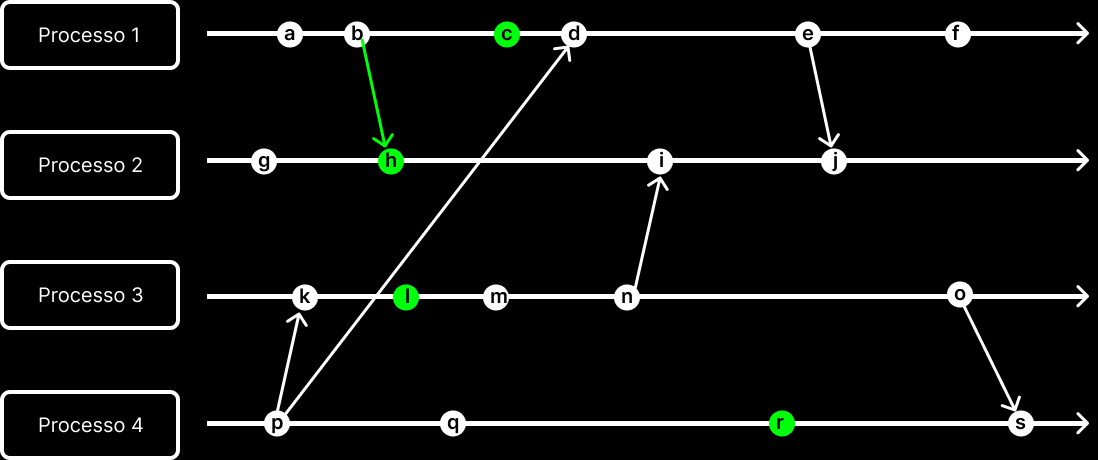 Processo 1 a b c d e f
Processo 2 g h i j
Processo 3 k l m n o
Processo 4 p q r s